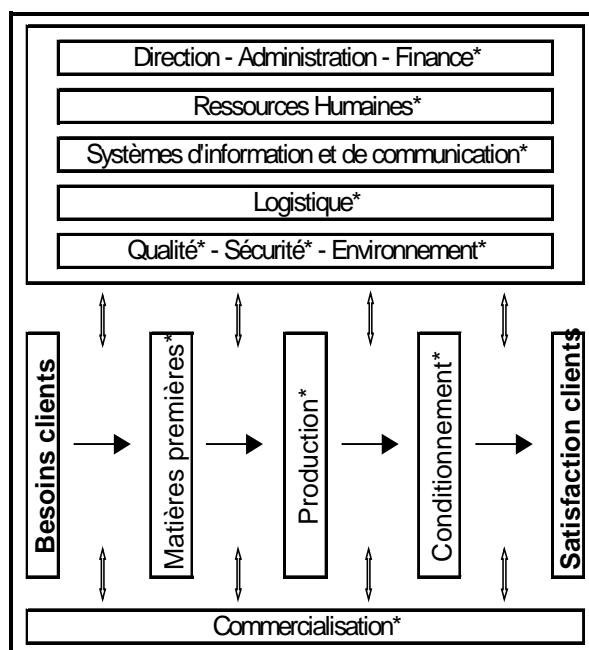 Direction - Administration - Finance*
Ressources Humaines*
Systèmes d'information et de communication*
Logistique*
Qualité* - Sécurité* - Environnement*
Besoins clients
Matières premières*
Production*
Conditionnement*
Satisfaction clients
Commercialisation*